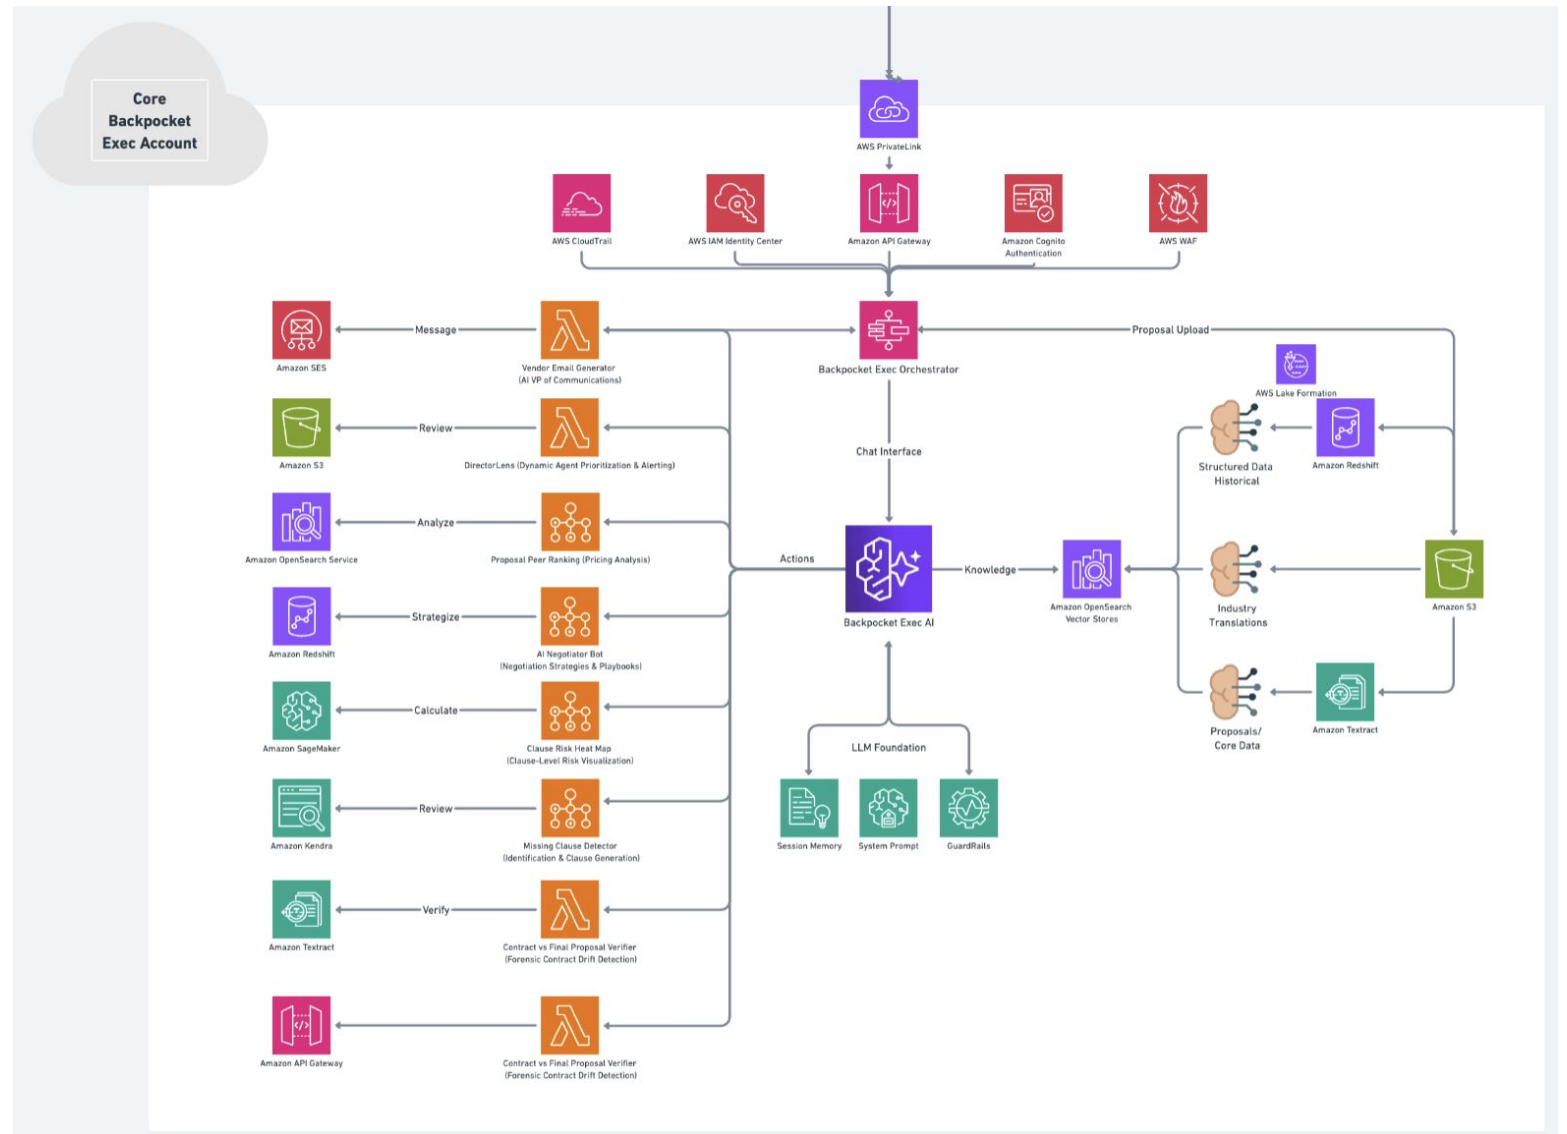 Core
Backpocket
Exec Account
AWS PrivateLink
AWS CloudTrail
AWS IAM Identity Center
Amazon API Gateway
Amazon Cognito
Authentication
AWS WAF
Message
Proposal Upload
Amazon SES
Vendor Email Generator
(AI VP of Communications)
Backpocket Exec Orchestrator
AWS Lake Formation
Review
Chat Interface
Amazon S3
DirectorLens (Dynamic Agent Prioritization & Alerting)
Structured Data
Historical
Amazon Redshift
Analyze
Amazon OpenSearch Service
Proposal Peer Ranking (Pricing Analysis)
Actions
Knowledge
Backpocket Exec AI
Amazon OpenSearch
Vector Stores
Industry
Translations
Amazon S3
Strategize
Amazon Redshift
AI Negotiator Bot
(Negotiation Strategies & Playbooks)
Calculate
Amazon SageMaker
Clause Risk Heat Map
(Clause-Level Risk Visualization)
LLM Foundation
Proposals/
Core Data
Amazon Textract
Review
Amazon Kendra
Missing Clause Detector
(Identification & Clause Generation)
Session Memory
System Prompt
GuardRails
Verify
Amazon Textract
Contract vs Final Proposal Verifier
(Forensic Contract Drift Detection)
Amazon API Gateway
Contract vs Final Proposal Verifier
(Forensic Contract Drift Detection)